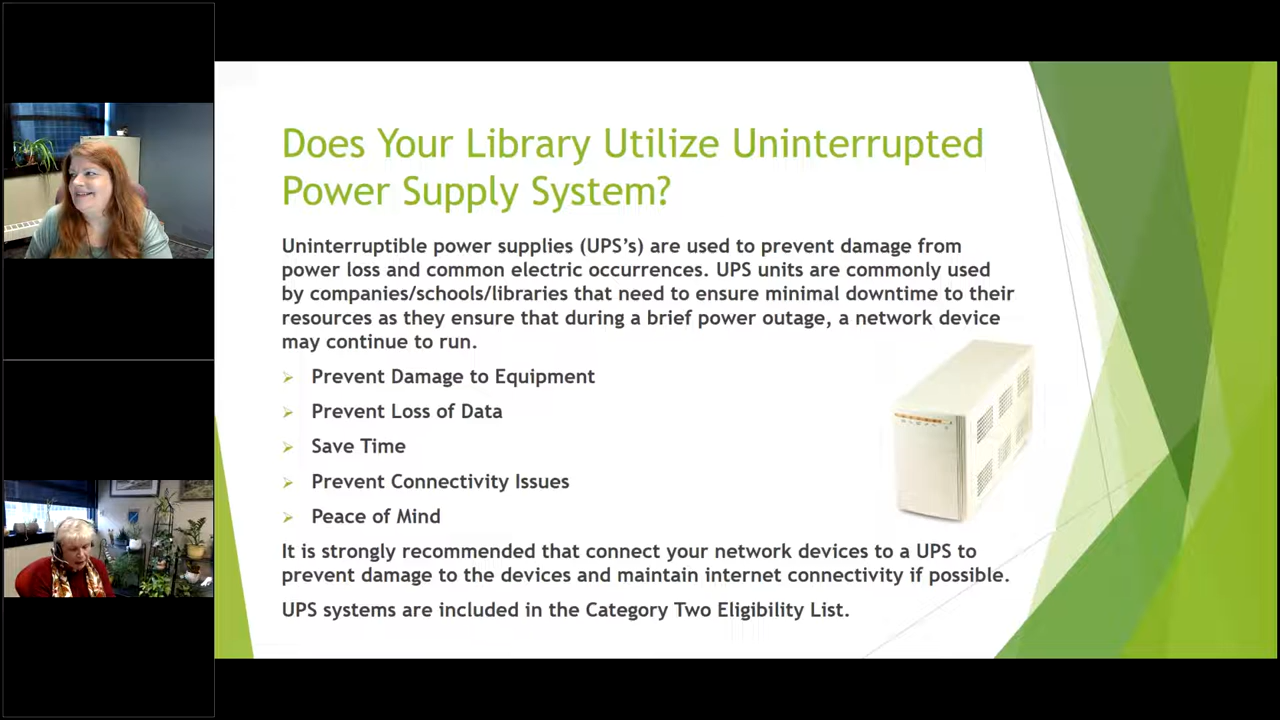 Does Your Library Utilize Uninterrupted
Power Supply System?
Uninterruptible power supplies (UPS’s) are used to prevent damage from
power loss and common electric occurrences. UPS units are commonly used
by companies/schools/libraries that need to ensure minimal downtime to their
resources as they ensure that during a brief power outage, a network device
may continue to run.
Prevent Damage to Equipment
Prevent Loss of Data
Save Time
Prevent Connectivity Issues
Peace of Mind
It is strongly recommended that connect your network devices to a UPS to
prevent damage to the devices and maintain internet connectivity if possible.
UPS systems are included in the Category Two Eligibility List.